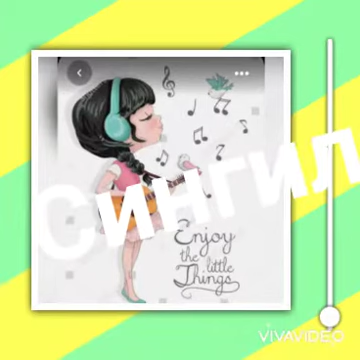 Сингил
Enjoy
the little
Things
VIVAVIDEO